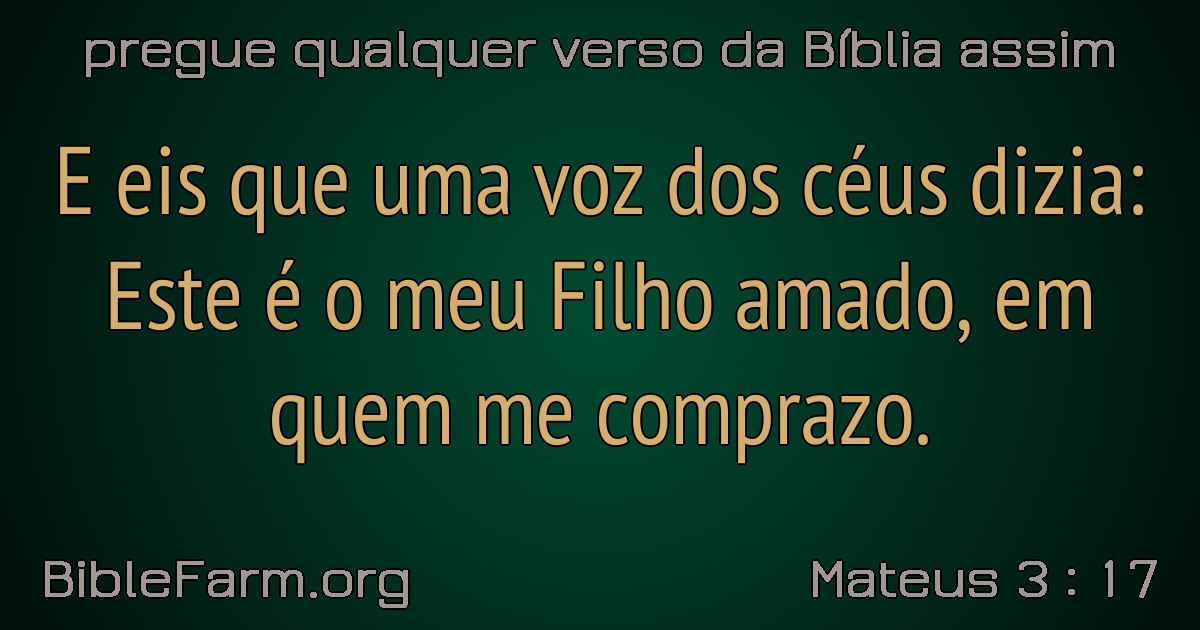 pregue qualquer verso da Bíblia assim
E eis que uma voz dos céus dizia:
Este é o meu Filho amado, em
quem me comprazo.
BibleFarm.org
Mateus 3 : 17